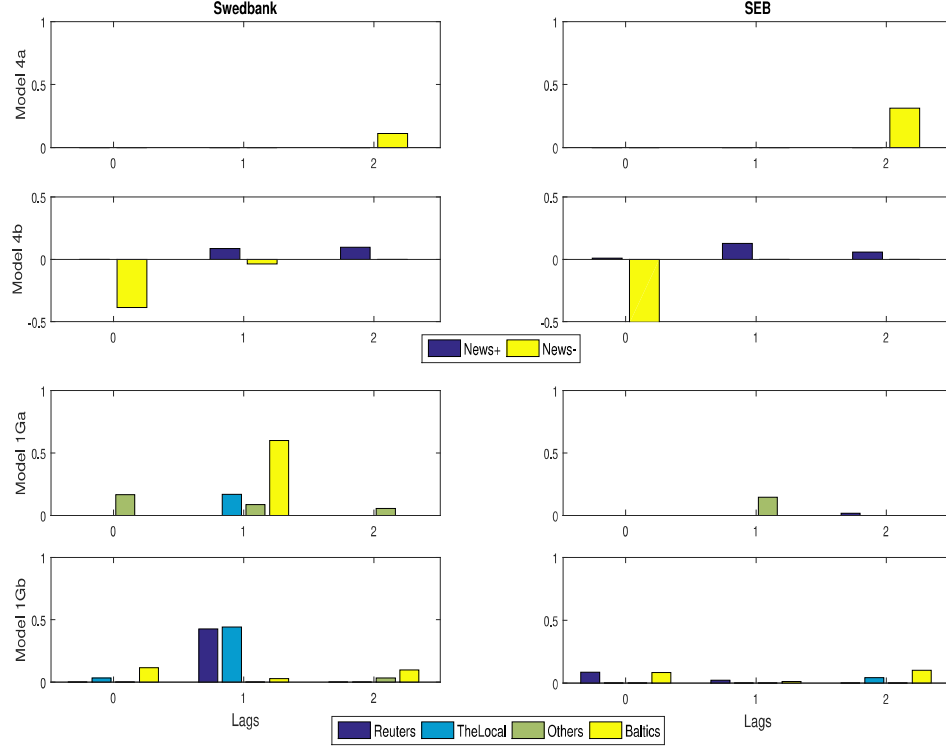 Swedbank
SEB
Model 4a
1
0.5
0
0 1 2
1
0.5
0
0 1 2
Model 4b
0.5
0
-0.5
0 1 2
0.5
0
-0.5
0 1 2
News+ News-
Model 1Ga
1
0.5
0
0 1 2
1
0.5
0
0 1 2
Model 1Gb
1
0.5
0
0 1 2
1
0.5
0
0 1 2
Lags
Lags
Reuters TheLocal Others Baltics